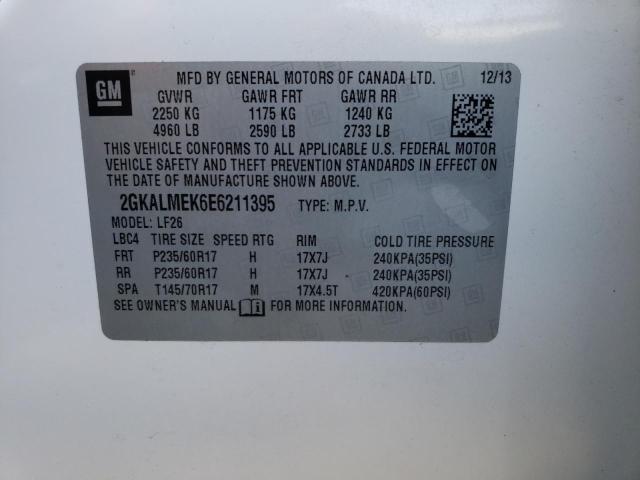 GM
MFD BY GENERAL MOTORS OF CANADA LTD. 12/13
GVWR GAWR FRT GAWR RR
2250 KG 1175 KG 1240 KG
4960 LB 2590 LB 2733 LB
THIS VEHICLE CONFORMS TO ALL APPLICABLE U.S. FEDERAL MOTOR
VEHICLE SAFETY AND THEFT PREVENTION STANDARDS IN EFFECT ON
THE DATE OF MANUFACTURE SHOWN ABOVE.
2GKALMEK6E6211395 TYPE: M.P.V.
MODEL: LF26
LBC4 TIRE SIZE SPEED RTG RIM COLD TIRE PRESSURE
FRT P235/60R17 H 17X7J 240KPA(35PSI)
RR P235/60R17 H 17X7J 240KPA(35PSI)
SPA T145/70R17 M 17X4.5T 420KPA(60PSI)
SEE OWNER'S MANUAL FOR MORE INFORMATION.